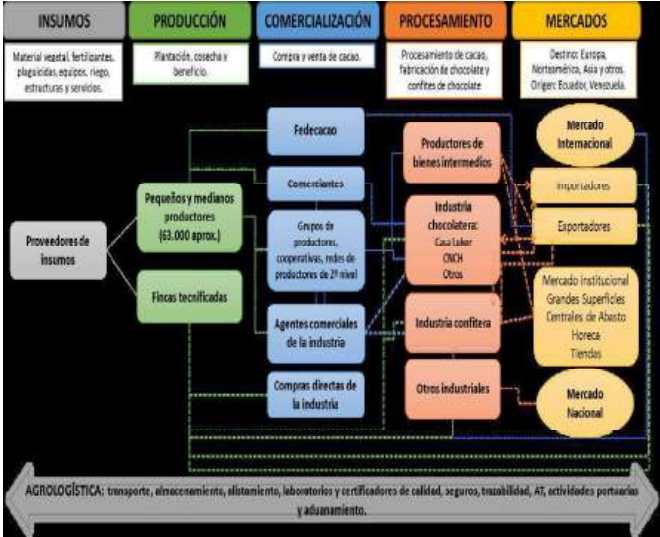 INSUMOS
PRODUCCIÓN
COMERCIALIZACIÓN
PROCESAMIENTO
MERCADOS
Material vegetal, fertilizantes,
plaguicidas, equipos, riego,
estructuras y servicios.
Plantación, cosecha y
beneficio.
Compra y venta de cacao.
Procesamiento de cacao,
fabricación de chocolate y
confites de chocolate
Destino: Europa,
Norteamérica, Asia y otros.
Origen: Ecuador, Venezuela.
Proveedores de
insumos
Pequeños y medianos
productores
(63.000 aprox.)
Fincas tecnificadas
Fedecacao
Comerciantes
Grupos de
productores,
cooperativas, redes de
productores de 2º nivel
Agentes comerciales
de la industria
Compras directas de
la industria
Productores de
bienes intermedios
Industria
chocolatera:
Casa Luker
CNCH
Otros
Industria confitera
Otros industriales
Mercado
Internacional
Importadores
Exportadores
Mercado Institucional
Grandes Superficies
Centrales de Abasto
Horeca
Tiendas
Mercado
Nacional
AGROLOGÍSTICA: transporte, almacenamiento, alistamiento, laboratorios y certificadores de calidad, seguros, trazabilidad, AT, actividades portuarias
y aduanamiento.